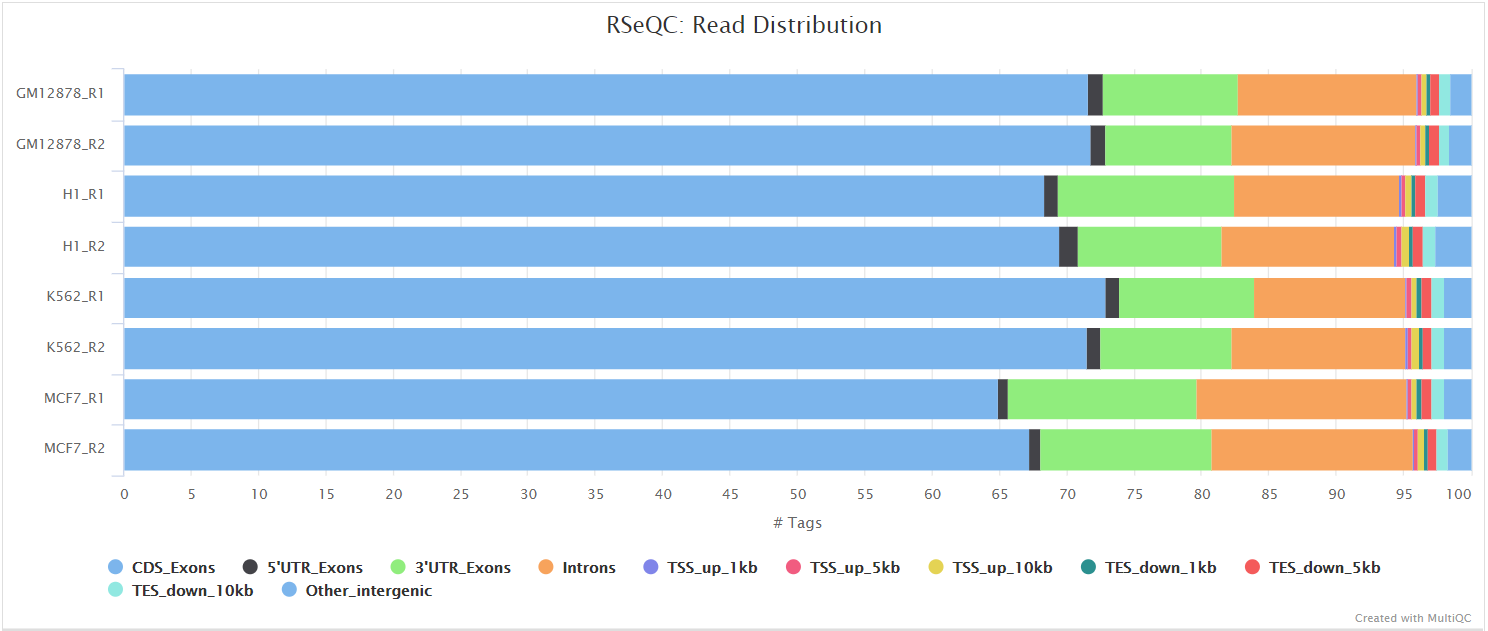 RSeQC: Read Distribution
GM12878_R1
GM12878_R2
H1_R1
H1_R2
K562_R1
K562_R2
MCF7_R1
MCF7_R2
0 5 10 15 20 25 30 35 40 45 50 55 60 65 70 75 80 85 90 95 100
# Tags
CDS_Exons 5'UTR_Exons 3'UTR_Exons Introns TSS_up_1kb TSS_up_5kb TSS_up_10kb TES_down_1kb TES_down_5kb
TES_down_10kb Other_intergenic
Created with MultiQC